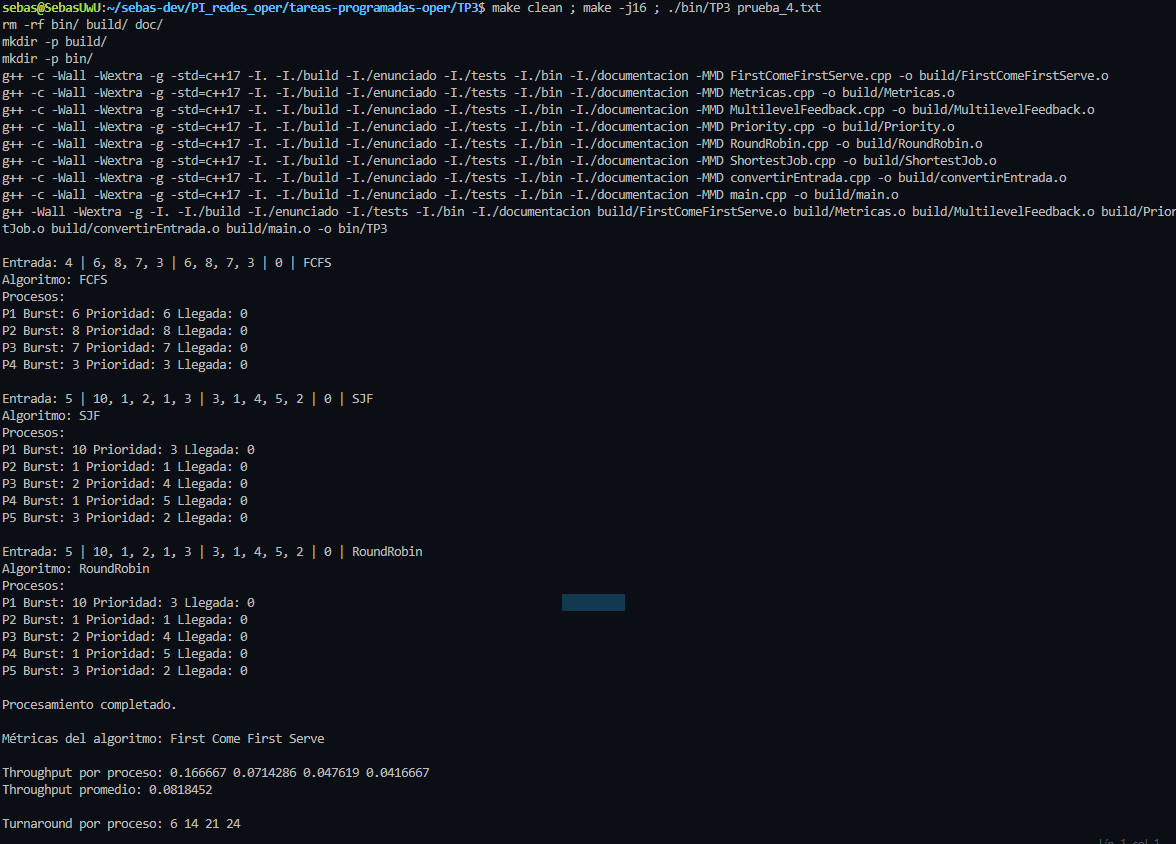 sebas@SebasUwU:~/sebas-dev/PI_redes_oper/tareas-programadas-oper/TP3$ make clean ; make -j16 ; ./bin/TP3 prueba_4.txt
rm -rf bin/ build/ doc/
mkdir -p build/
mkdir -p bin/
g++ -c -Wall -Wextra -g -std=c++17 -I. -I./build -I./enunciado -I./tests -I./bin -I./documentacion -MMD FirstComeFirstServe.cpp -o build/FirstComeFirstServe.o
g++ -c -Wall -Wextra -g -std=c++17 -I. -I./build -I./enunciado -I./tests -I./bin -I./documentacion -MMD Metricas.cpp -o build/Metricas.o
g++ -c -Wall -Wextra -g -std=c++17 -I. -I./build -I./enunciado -I./tests -I./bin -I./documentacion -MMD MultilevelFeedback.cpp -o build/MultilevelFeedback.o
g++ -c -Wall -Wextra -g -std=c++17 -I. -I./build -I./enunciado -I./tests -I./bin -I./documentacion -MMD Priority.cpp -o build/Priority.o
g++ -c -Wall -Wextra -g -std=c++17 -I. -I./build -I./enunciado -I./tests -I./bin -I./documentacion -MMD RoundRobin.cpp -o build/RoundRobin.o
g++ -c -Wall -Wextra -g -std=c++17 -I. -I./build -I./enunciado -I./tests -I./bin -I./documentacion -MMD ShortestJob.cpp -o build/ShortestJob.o
g++ -c -Wall -Wextra -g -std=c++17 -I. -I./build -I./enunciado -I./tests -I./bin -I./documentacion -MMD convertirEntrada.cpp -o build/convertirEntrada.o
g++ -c -Wall -Wextra -g -std=c++17 -I. -I./build -I./enunciado -I./tests -I./bin -I./documentacion -MMD main.cpp -o build/main.o
g++ -Wall -Wextra -g -I. -I./build -I./enunciado -I./tests -I./bin -I./documentacion build/FirstComeFirstServe.o build/Metricas.o build/MultilevelFeedback.o build/Prior
tJob.o build/convertirEntrada.o build/main.o -o bin/TP3
Entrada: 4 | 6, 8, 7, 3 | 6, 8, 7, 3 | 0 | FCFS
Algoritmo: FCFS
Procesos:
P1 Burst: 6 Prioridad: 6 Llegada: 0
P2 Burst: 8 Prioridad: 8 Llegada: 0
P3 Burst: 7 Prioridad: 7 Llegada: 0
P4 Burst: 3 Prioridad: 3 Llegada: 0
Entrada: 5 | 10, 1, 2, 1, 3 | 3, 1, 4, 5, 2 | 0 | SJF
Algoritmo: SJF
Procesos:
P1 Burst: 10 Prioridad: 3 Llegada: 0
P2 Burst: 1 Prioridad: 1 Llegada: 0
P3 Burst: 2 Prioridad: 4 Llegada: 0
P4 Burst: 1 Prioridad: 5 Llegada: 0
P5 Burst: 3 Prioridad: 2 Llegada: 0
Entrada: 5 | 10, 1, 2, 1, 3 | 3, 1, 4, 5, 2 | 0 | RoundRobin
Algoritmo: RoundRobin
Procesos:
P1 Burst: 10 Prioridad: 3 Llegada: 0
P2 Burst: 1 Prioridad: 1 Llegada: 0
P3 Burst: 2 Prioridad: 4 Llegada: 0
P4 Burst: 1 Prioridad: 5 Llegada: 0
P5 Burst: 3 Prioridad: 2 Llegada: 0
Procesamiento completado.
Métricas del algoritmo: First Come First Serve
Throughput por proceso: 0.166667 0.0714286 0.047619 0.0416667
Throughput promedio: 0.0818452
Turnaround por proceso: 6 14 21 24